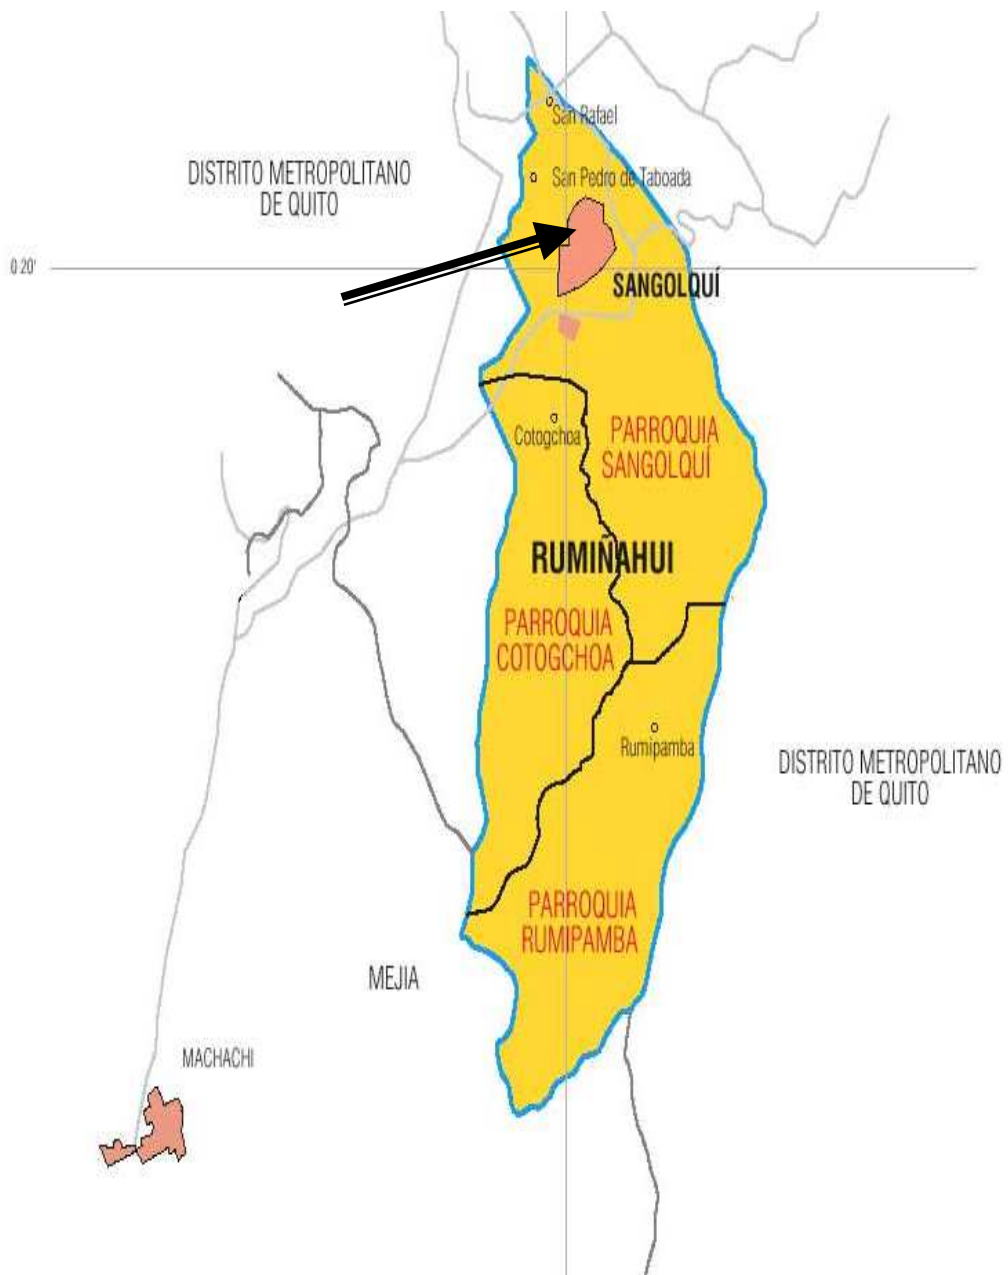 San Rafael
DISTRITO METROPOLITANO
DE QUITO
San Pedro de Taboada
0 20'
SANGOLQUÍ
Cotogchoa
PARROQUIA
SANGOLQUÍ
RUMIÑAHUI
PARROQUIA
COTOGCHOA
Rumipamba
DISTRITO METROPOLITANO
DE QUITO
PARROQUIA
RUMIPAMBA
MEJIA
MACHACHI